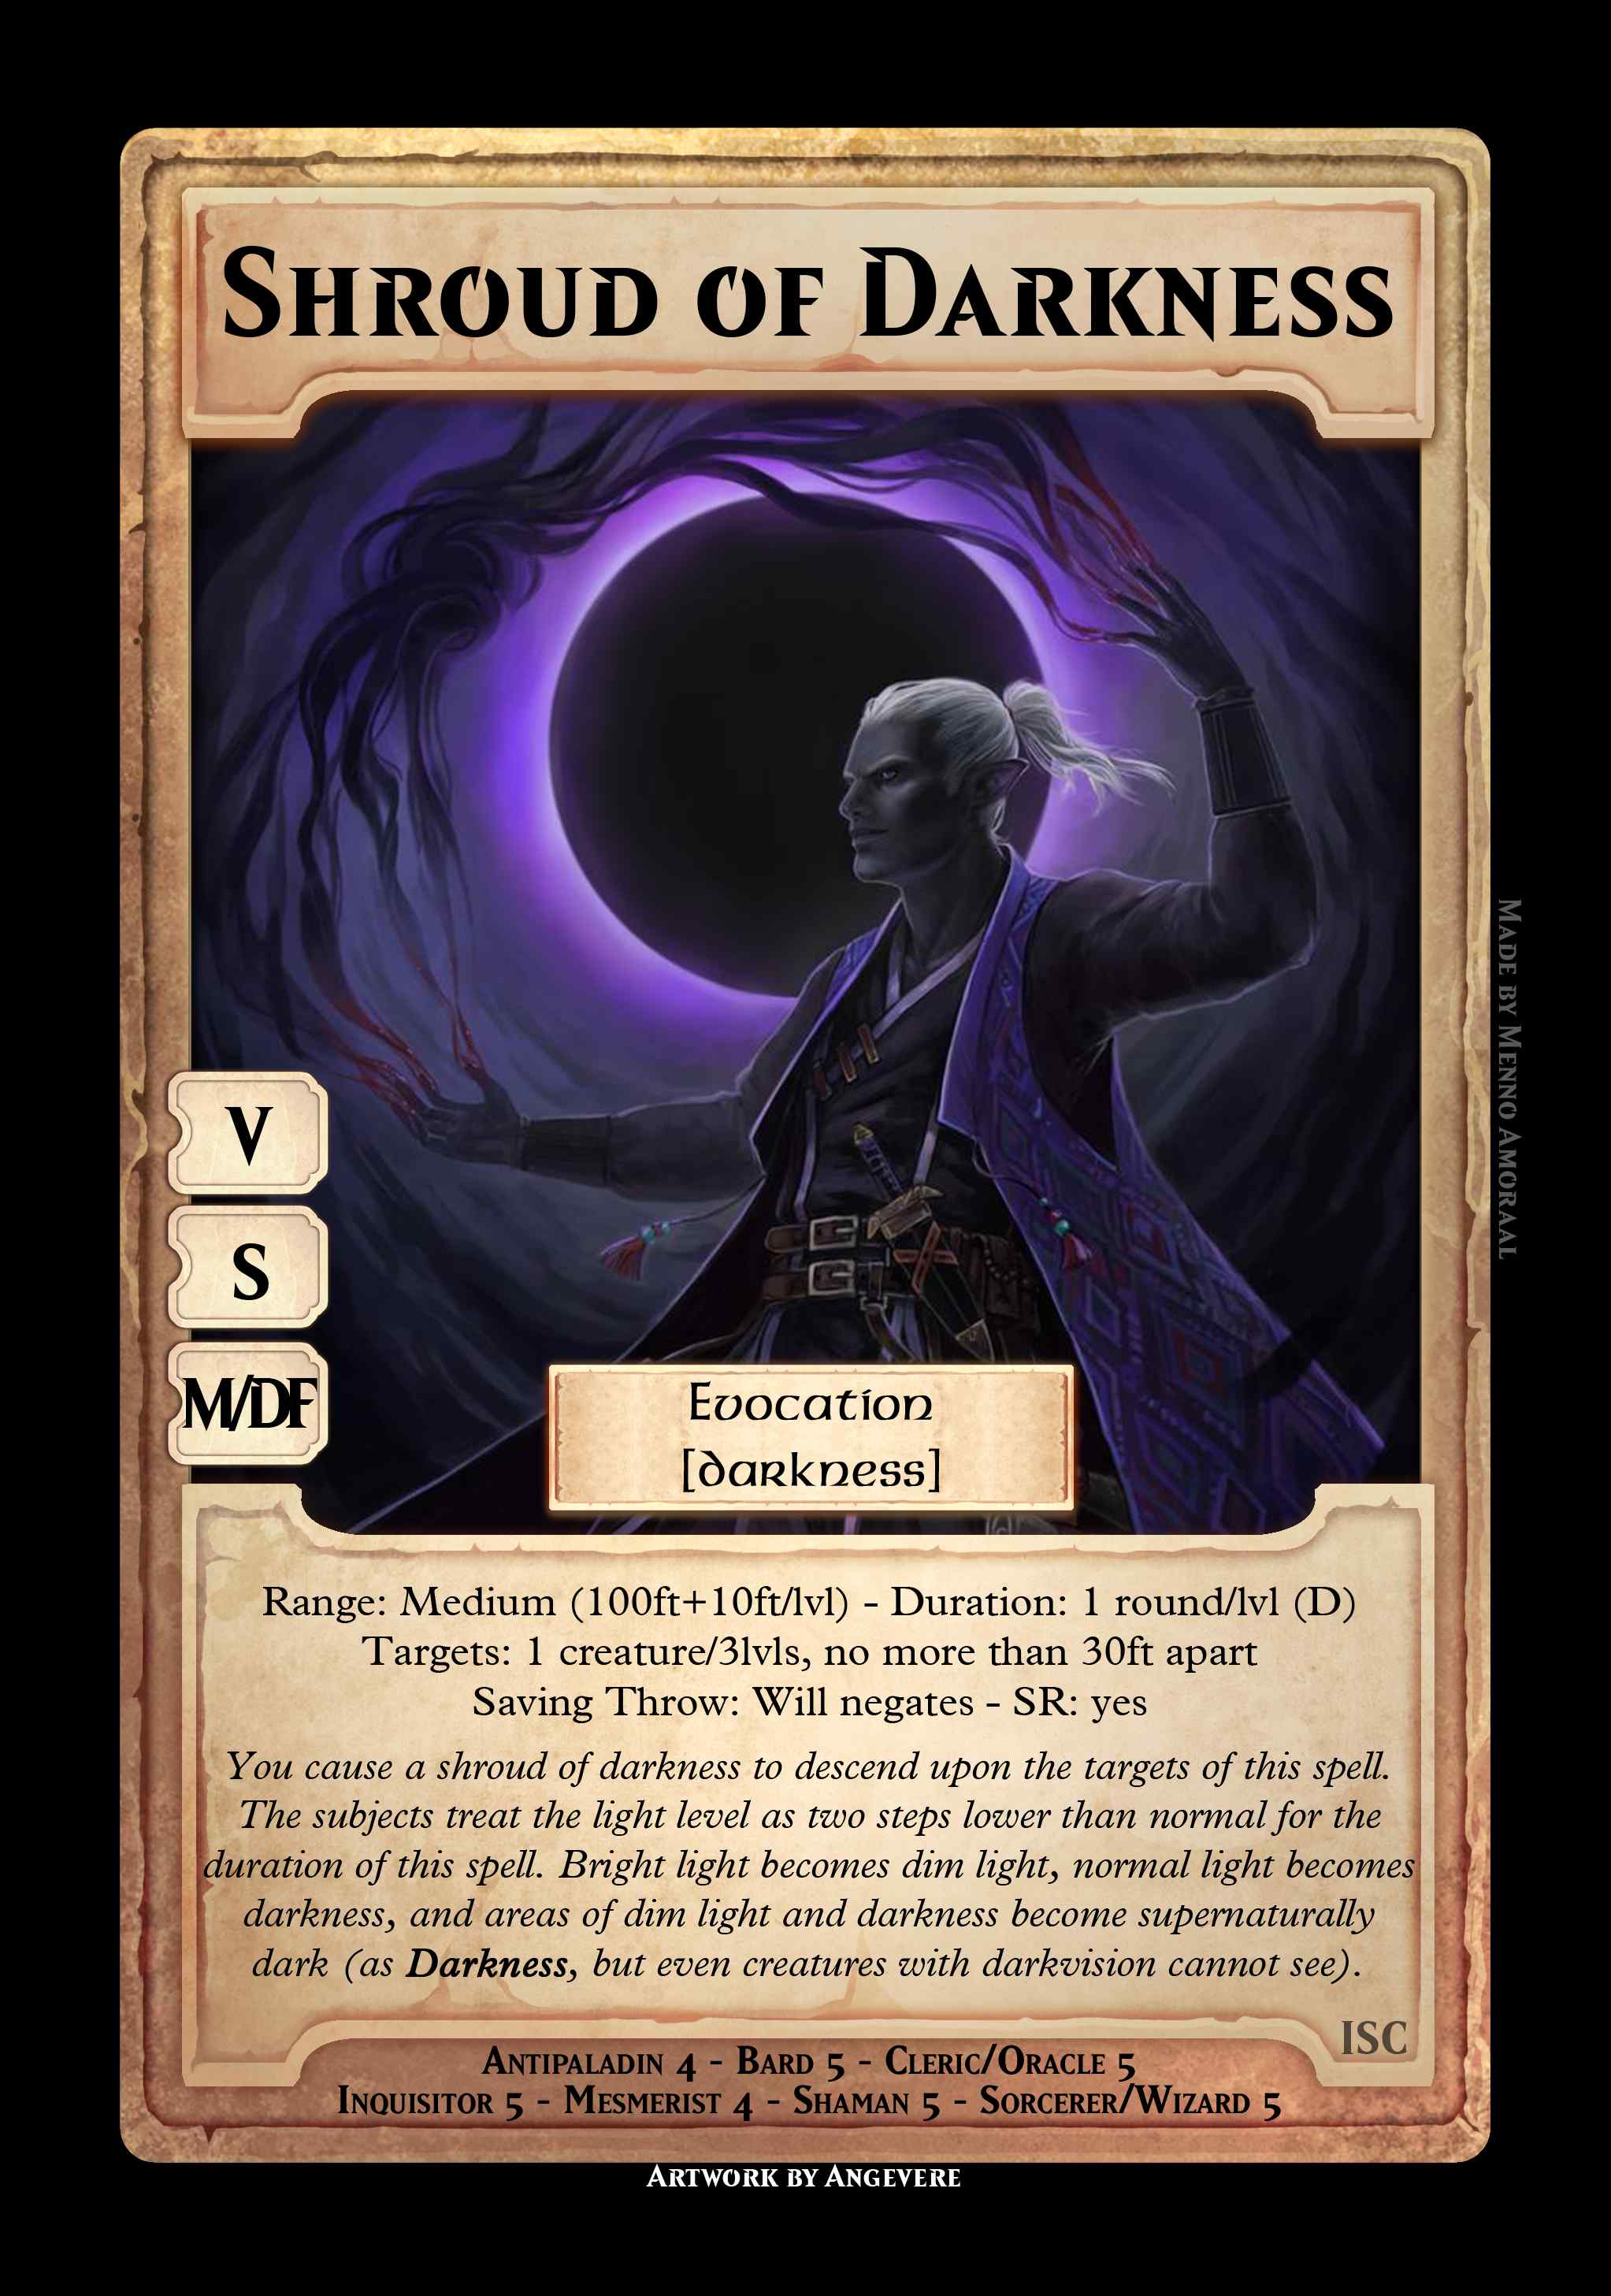 Shroud of Darkness
V
S
M/DF
Evocation
[darkness]
Range: Medium (100ft+10ft/lvl) - Duration: 1 round/lvl (D)
Targets: 1 creature/3lvls, no more than 30ft apart
Saving Throw: Will negates - SR: yes
You cause a shroud of darkness to descend upon the targets of this spell.
The subjects treat the light level as two steps lower than normal for the
duration of this spell. Bright light becomes dim light, normal light becomes
darkness, and areas of dim light and darkness become supernaturally
dark (as Darkness, but even creatures with darkvision cannot see).
ISC
Antipaladin 4 - Bard 5 - Cleric/Oracle 5
Inquisitor 5 - Mesmerist 4 - Shaman 5 - Sorcerer/Wizard 5
Artwork by Angevere
Made by Menno Amoraal